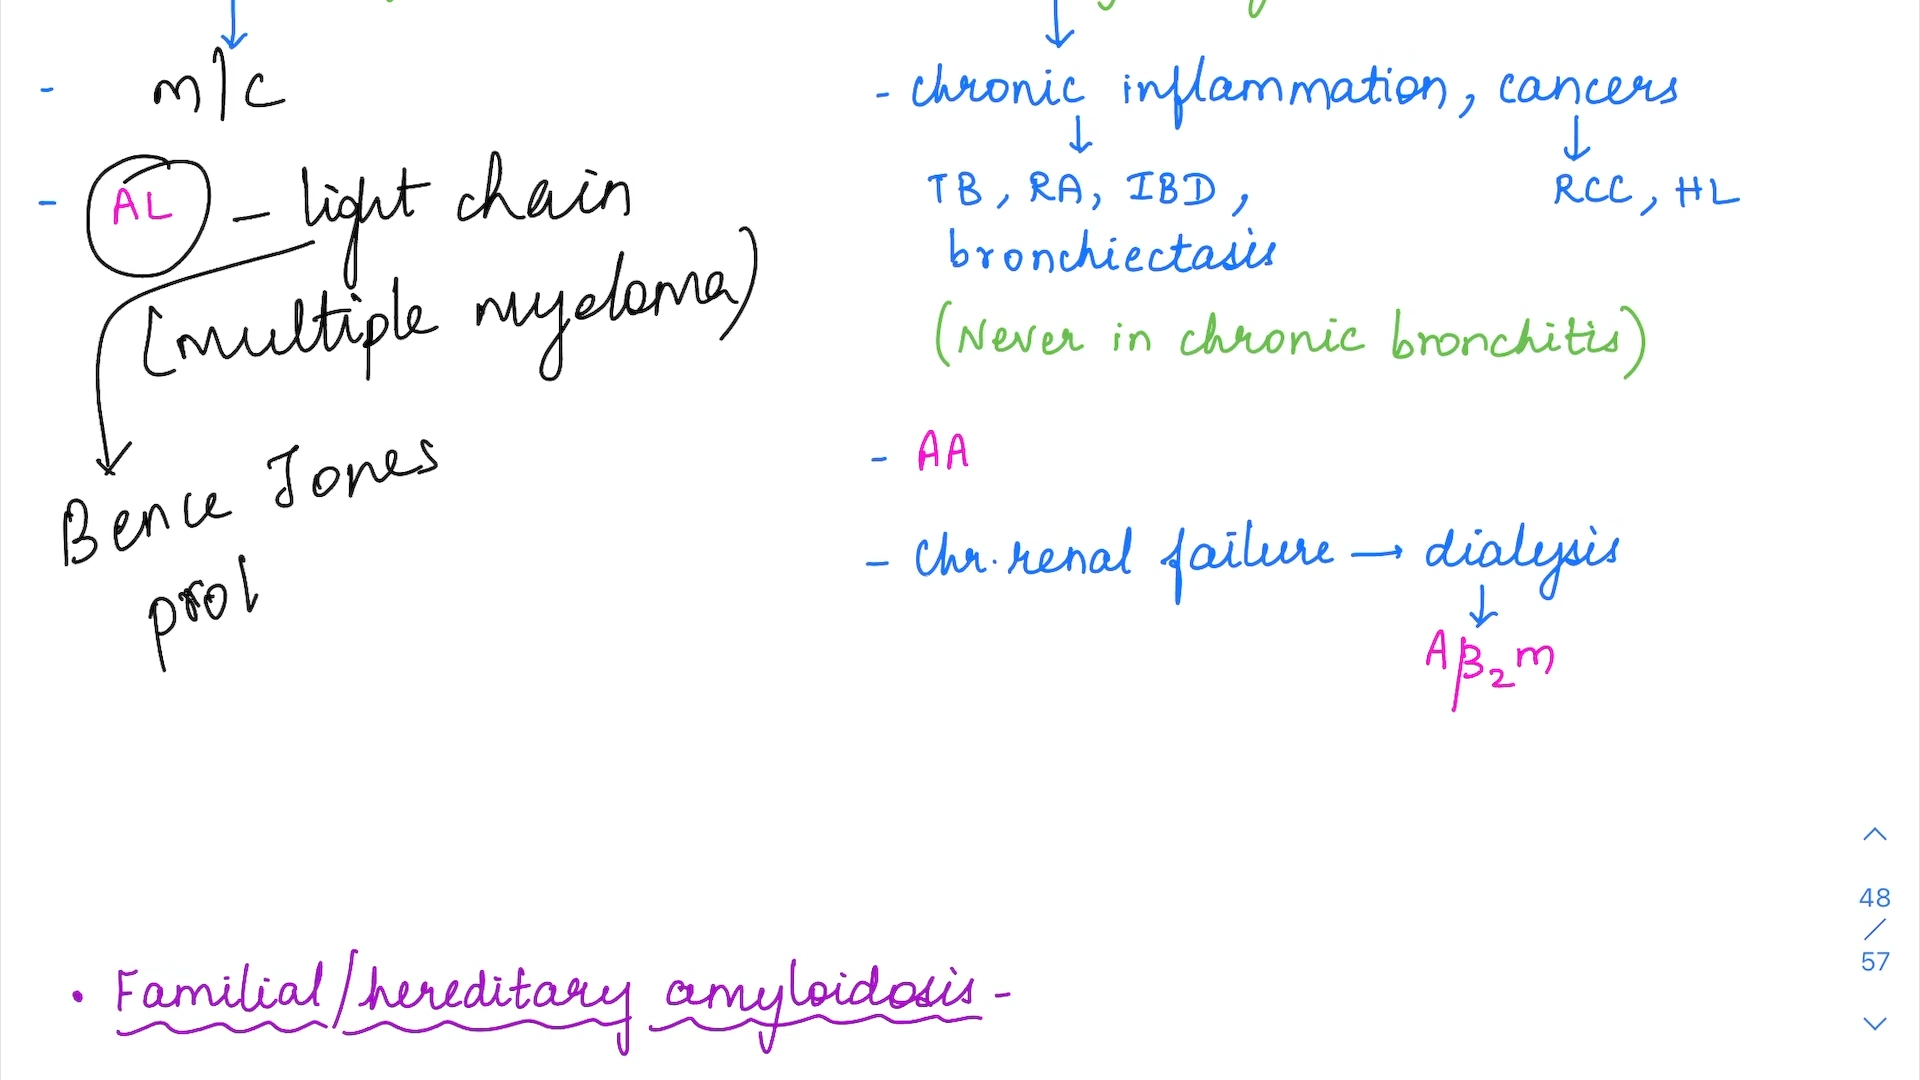 - m/c
- AL - light chain
(multiple myeloma)
Bence Jones
prot
- chronic inflammation, cancers
TB, RA, IBD,
bronchiectasis
RCC, HL
(Never in chronic bronchitis)
- AA
- Chr. renal failure → dialysis
Aβ₂m
• Familial/hereditary amyloidosis -
48
/
57